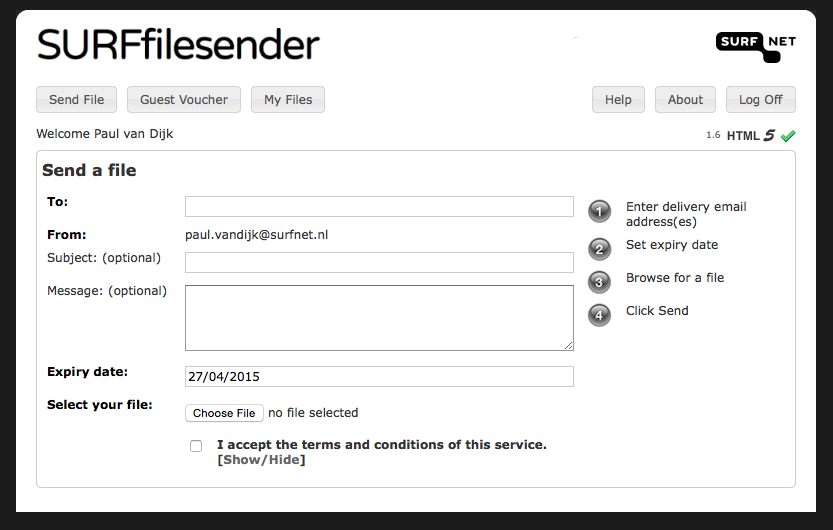 SURFfilesender
SURF NET
Send File Guest Voucher My Files Help About Log Off
Welcome Paul van Dijk
1.6 HTML 5
Send a file
To:
1 Enter delivery email
address(es)
From: paul.vandijk@surfnet.nl
2 Set expiry date
Subject: (optional)
3 Browse for a file
Message: (optional)
4 Click Send
Expiry date: 27/04/2015
Select your file: Choose File no file selected
I accept the terms and conditions of this service.
[Show/Hide]